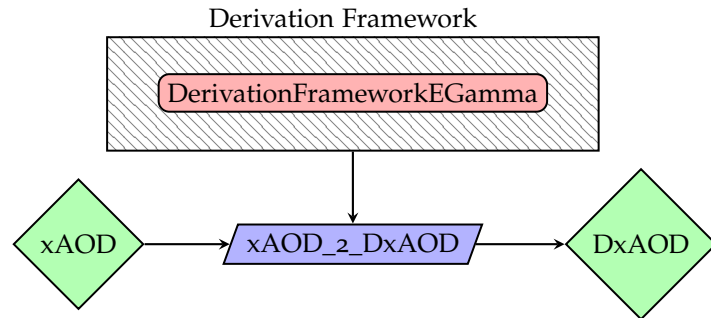 Derivation Framework
DerivationFrameworkEGamma
xAOD
xAOD_2_DxAOD
DxAOD